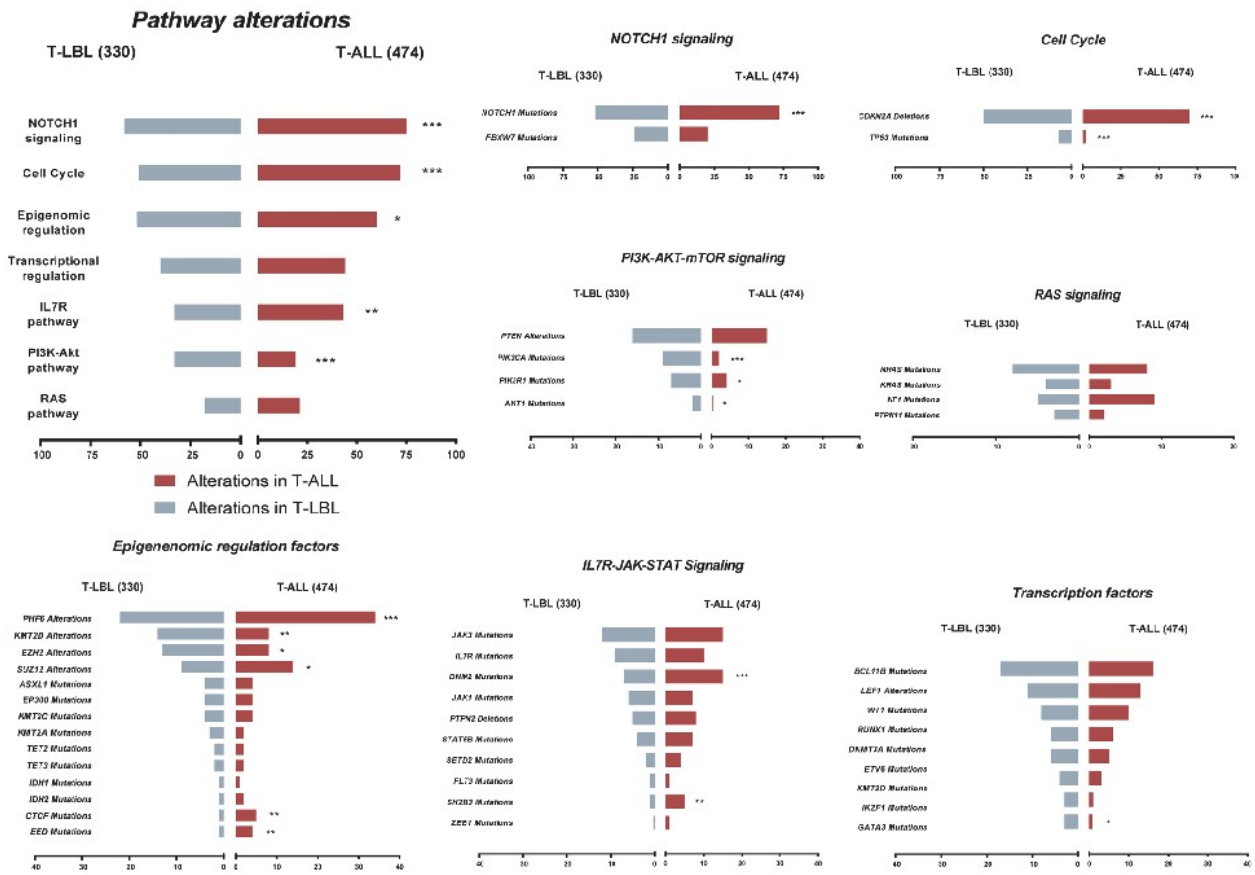 Pathway alterations
T-LBL (330) T-ALL (474)
NOTCH1
signaling ***
Cell Cycle ***
Epigenomic
regulation *
Transcriptional
regulation
IL7R
pathway **
PI3K-Akt
pathway ***
RAS
pathway
100 75 50 25 0 0 25 50 75 100
Alterations in T-ALL
Alterations in T-LBL
NOTCH1 signaling
T-LBL (330) T-ALL (474)
NOTCH1 Mutations ***
FBXW7 Mutations
100 75 50 25 0 0 25 50 75 100
Cell Cycle
T-LBL (330) T-ALL (474)
CDKN2A Deletions ***
TP53 Mutations ***
100 75 50 25 0 0 25 50 75 100
PI3K-AKT-mTOR signaling
T-LBL (330) T-ALL (474)
PTEN Alterations
PIK3CA Mutations ***
PIK3R1 Mutations *
AKT1 Mutations *
40 30 20 10 0 0 10 20 30 40
RAS signaling
T-LBL (330) T-ALL (474)
NRAS Mutations
KRAS Mutations
NF1 Mutations
PTPN11 Mutations
20 10 0 0 10 20
Epigenenomic regulation factors
T-LBL (330) T-ALL (474)
PHF6 Alterations ***
KMT2D Alterations **
EZH2 Alterations *
SUZ12 Alterations *
ASXL1 Mutations
EP300 Mutations
KMT2C Mutations
KMT2A Mutations
TET2 Mutations
TET3 Mutations
IDH1 Mutations
IDH2 Mutations
CTCF Mutations **
EED Mutations **
40 30 20 10 0 0 10 20 30 40
IL7R-JAK-STAT Signaling
T-LBL (330) T-ALL (474)
JAK3 Mutations
IL7R Mutations
DNM2 Mutations ***
JAK1 Mutations
PTPN2 Deletions
STAT5B Mutations
SETD2 Mutations
FLT3 Mutations
SH2B3 Mutations **
Mutations
40 30 20 10 0 0 10 20 30 40
Transcription factors
T-LBL (330) T-ALL (474)
BCL11B Mutations
LEF1 Alterations
WT1 Mutations
RUNX1 Mutations
DNMT3A Mutations
ETV6 Mutations
KMT2D Mutations
IKZF1 Mutations
GATA3 Mutations *
40 30 20 10 0 0 10 20 30 40